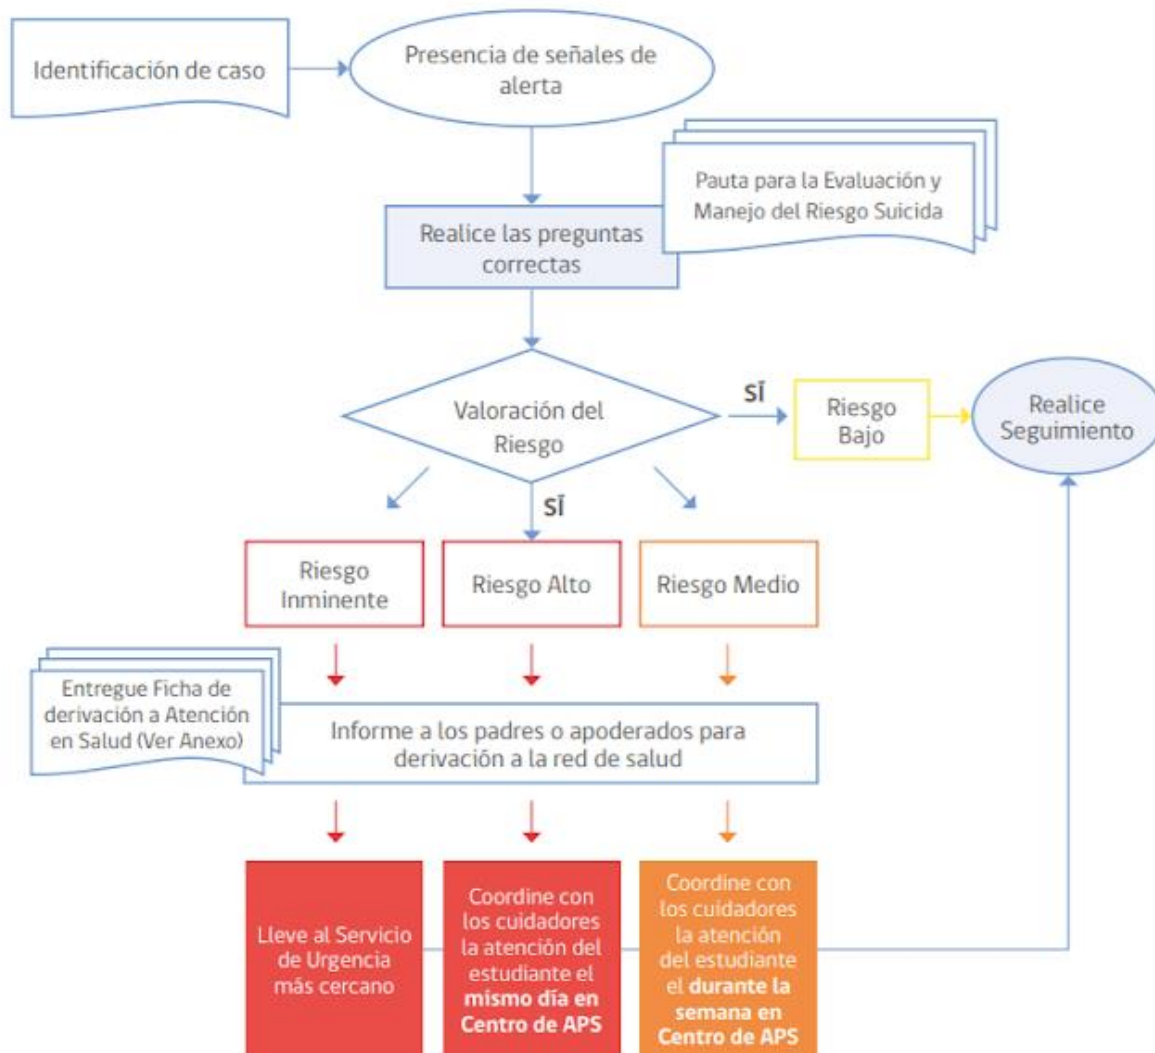 Identificación de caso
Presencia de señales de
alerta
Pauta para la Evaluación y
Manejo del Riesgo Suicida
Realice las preguntas
correctas
Valoración del
Riesgo
SÍ
Riesgo
Bajo
Realice
Seguimiento
SÍ
Riesgo
Inminente
Riesgo Alto
Riesgo Medio
Entregue Ficha de
derivación a Atención
en Salud (Ver Anexo)
Informe a los padres o apoderados para
derivación a la red de salud
Lleve al Servicio
de Urgencia
más cercano
Coordine con
los cuidadores
la atención del
estudiante el
mismo día en
Centro de APS
Coordine con
los cuidadores
la atención
del estudiante
el durante la
semana en
Centro de APS